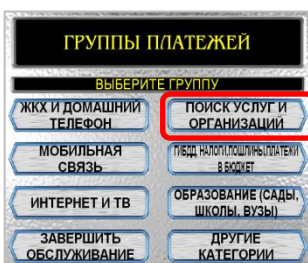 ГРУППЫ ПЛАТЕЖЕЙ
ВЫБЕРИТЕ ГРУППУ
ЖКХ И ДОМАШНИЙ
ТЕЛЕФОН
ПОИСК УСЛУГ И
ОРГАНИЗАЦИЙ
МОБИЛЬНАЯ
СВЯЗЬ
ГИБДД, НАЛОГИ, ПОШЛИНЫ, ПЛАТЕЖИ
В БЮДЖЕТ
ИНТЕРНЕТ И ТВ
ОБРАЗОВАНИЕ (САДЫ,
ШКОЛЫ, ВУЗЫ)
ЗАВЕРШИТЬ
ОБСЛУЖИВАНИЕ
ДРУГИЕ
КАТЕГОРИИ